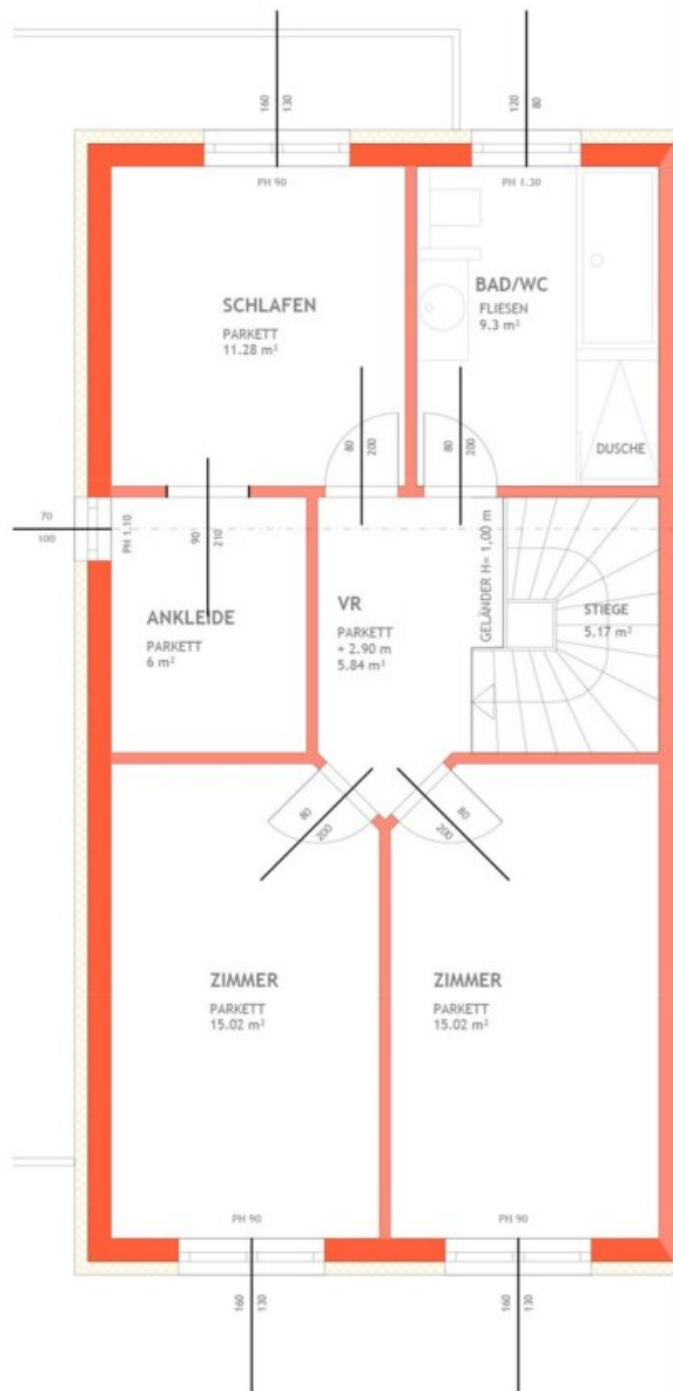 160
130
120
80
PH 90
PH 1.30
SCHLAFEN
PARKETT
11.28 m²
BAD/WC
FLIESEN
9.3 m²
80
200
80
200
DUSCHE
70
100
PH 1.10
90
210
ANKLEIDE
PARKETT
6 m²
VR
PARKETT
+ 2.90 m
5.84 m²
GELÄNDER H= 1,00 m
STIEGE
5.17 m²
80
200
80
200
ZIMMER
PARKETT
15.02 m²
ZIMMER
PARKETT
15.02 m²
PH 90
PH 90
160
130
160
130